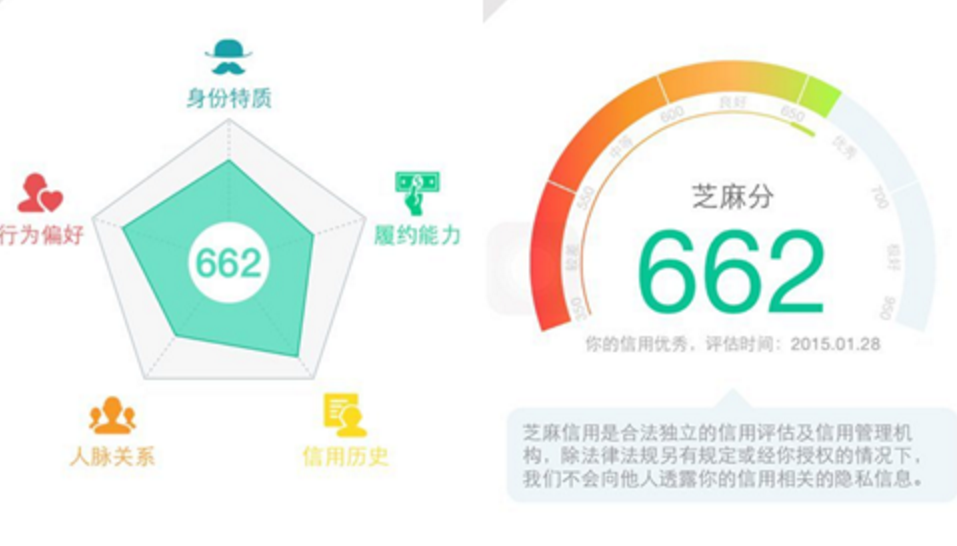 身份特质
行为偏好
662
履约能力
人脉关系
信用历史
350
较差
550
中等
600
良好
650
优秀
700
极好
950
芝麻分
662
你的信用优秀，评估时间：2015.01.28
芝麻信用是合法独立的信用评估及信用管理机
构，除法律法规另有规定或经你授权的情况下，
我们不会向他人透露你的信用相关的隐私信息。